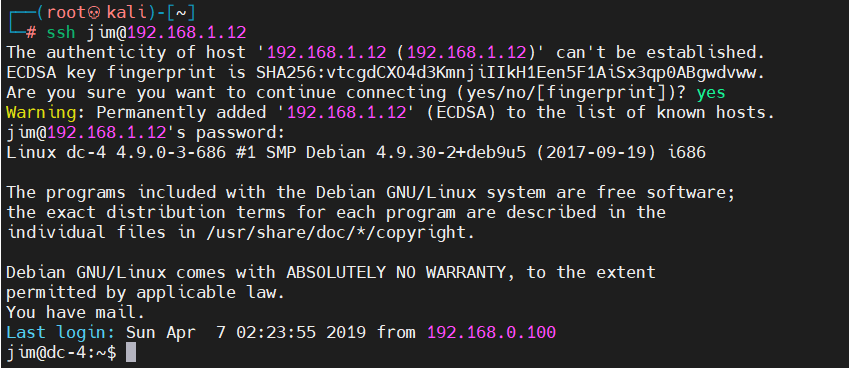 ┌──(root💀kali)-[~]
└─# ssh jim@192.168.1.12
The authenticity of host '192.168.1.12 (192.168.1.12)' can't be established.
ECDSA key fingerprint is SHA256:vtcgdCXO4d3KmnjiIIkH1Een5F1AiSx3qp0ABgwdvww.
Are you sure you want to continue connecting (yes/no/[fingerprint])? yes
Warning: Permanently added '192.168.1.12' (ECDSA) to the list of known hosts.
jim@192.168.1.12's password:
Linux dc-4 4.9.0-3-686 #1 SMP Debian 4.9.30-2+deb9u5 (2017-09-19) i686
The programs included with the Debian GNU/Linux system are free software;
the exact distribution terms for each program are described in the
individual files in /usr/share/doc/*/copyright.
Debian GNU/Linux comes with ABSOLUTELY NO WARRANTY, to the extent
permitted by applicable law.
You have mail.
Last login: Sun Apr  7 02:23:55 2019 from 192.168.0.100
jim@dc-4:~$